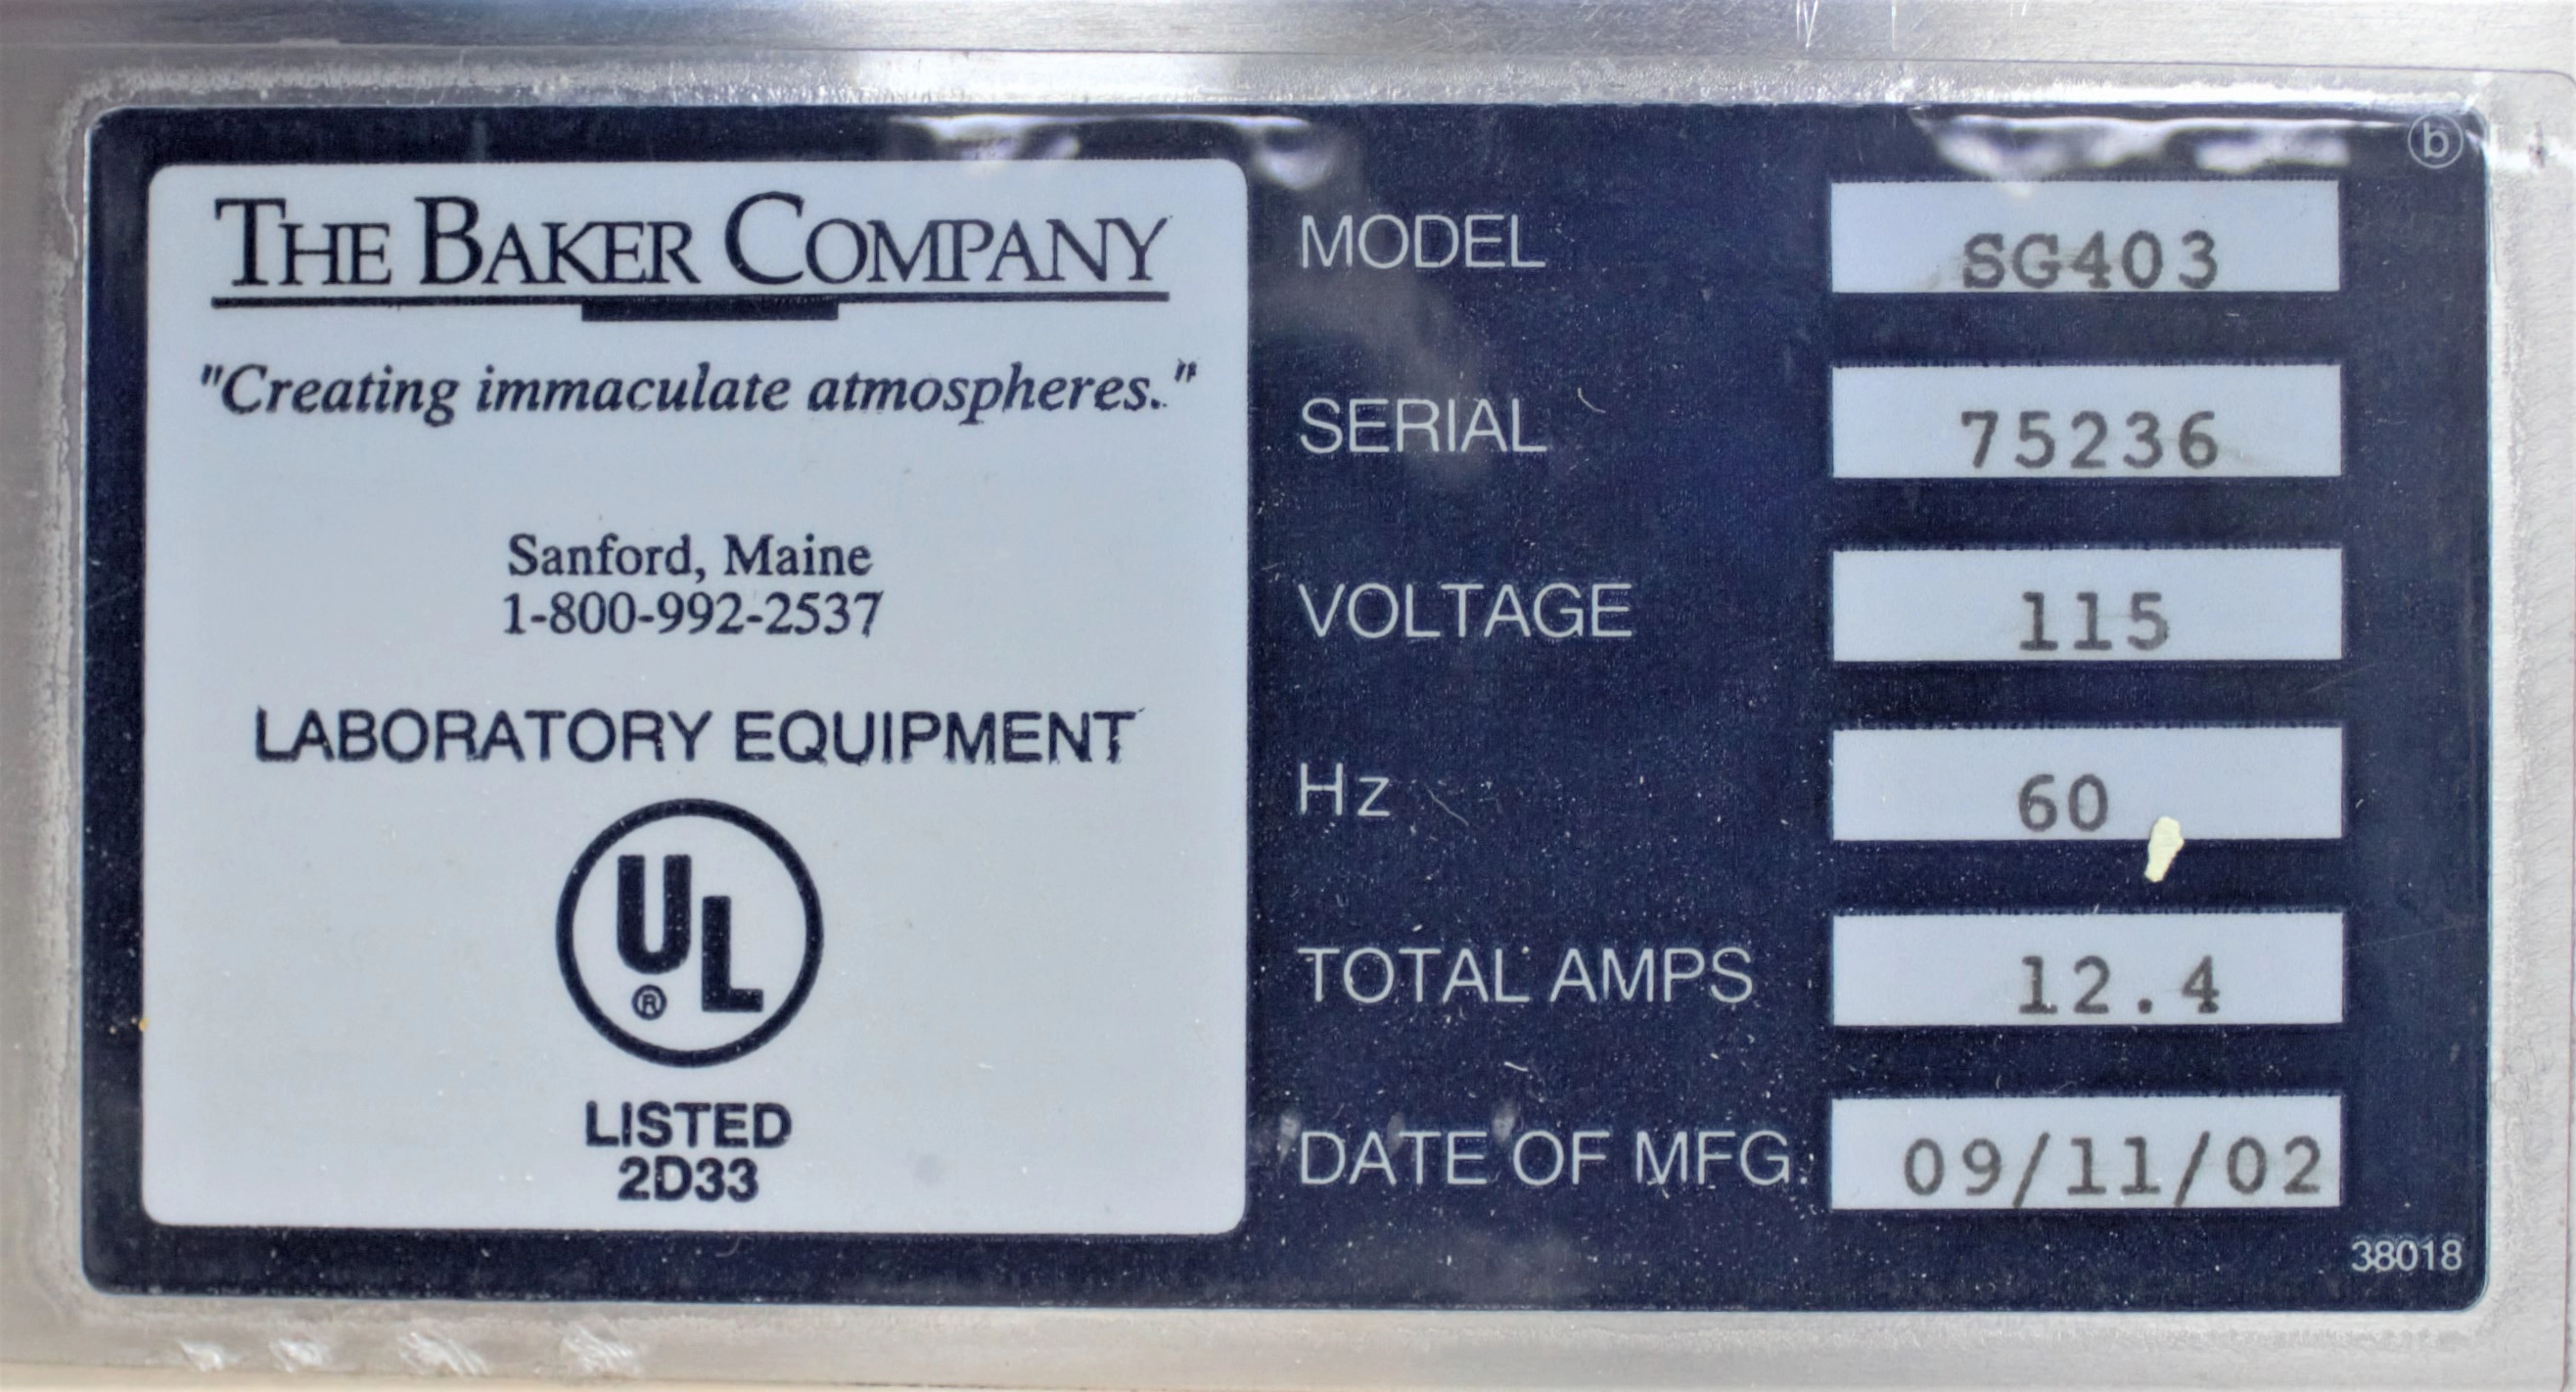 THE BAKER COMPANY
"Creating immaculate atmospheres."
Sanford, Maine
1-800-992-2537
LABORATORY EQUIPMENT
UL
®
LISTED
2D33
b
MODEL SG403
SERIAL 75236
VOLTAGE 115
Hz 60
TOTAL AMPS 12.4
DATE OF MFG. 09/11/02
38018